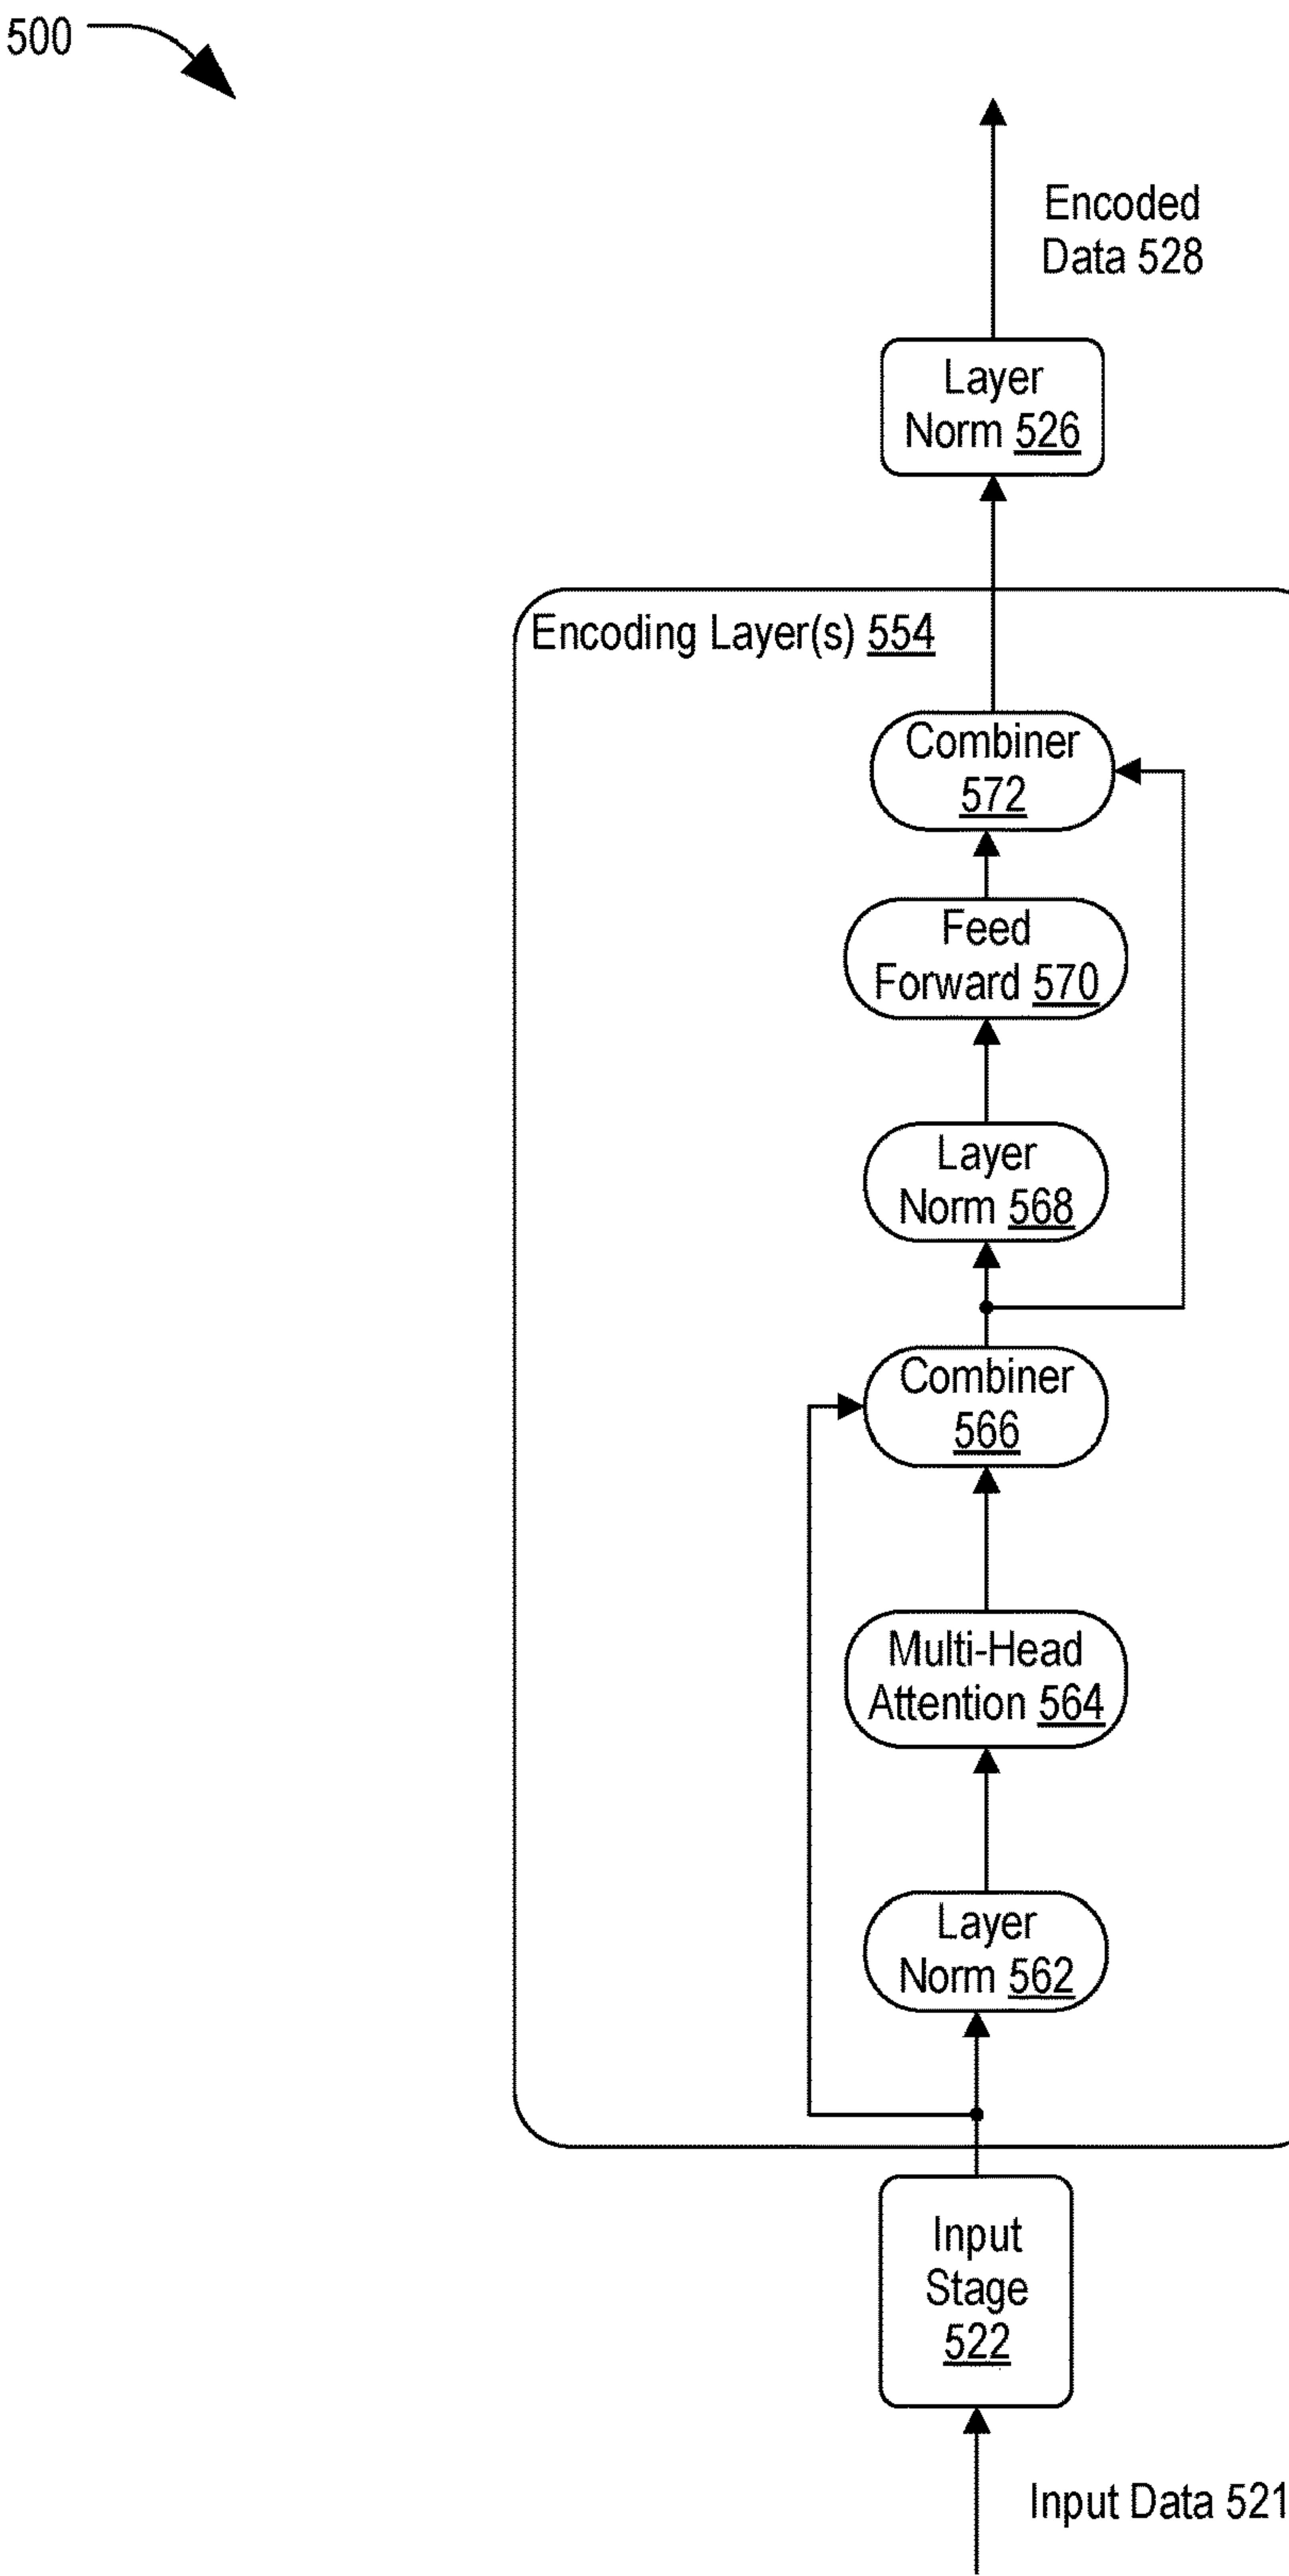 500
Encoded
Data 528
Layer
Norm 526
Encoding Layer(s) 554
Combiner
572
Feed
Forward 570
Layer
Norm 568
Combiner
566
Multi-Head
Attention 564
Layer
Norm 562
Input
Stage
522
Input Data 521